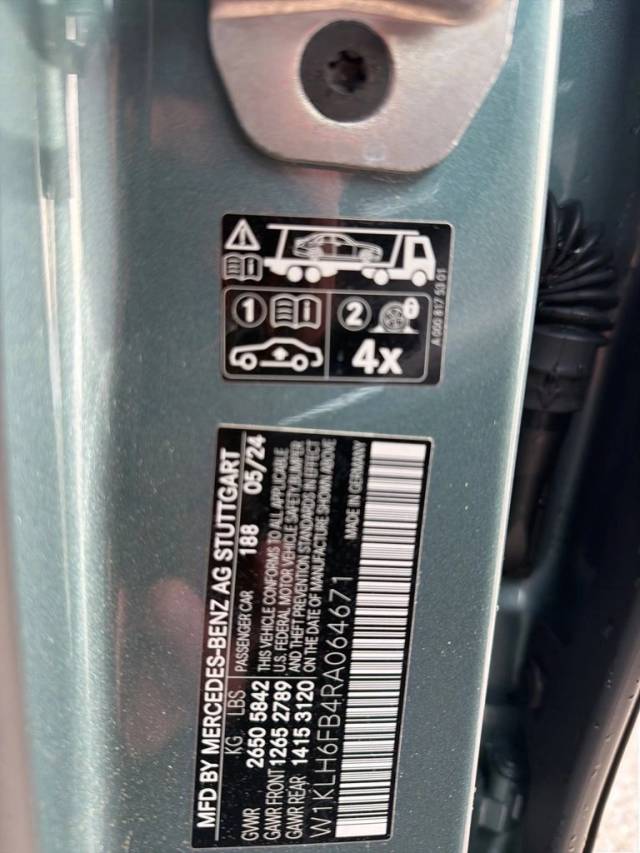 1 2
4x
A 000 817 53 01
MFD BY MERCEDES-BENZ AG STUTTGART
KG LBS PASSENGER CAR 188 05/24
GVWR 2650 5842
GAWR FRONT 1265 2789
GAWR REAR 1415 3120
THIS VEHICLE CONFORMS TO ALL APPLICABLE
U.S. FEDERAL MOTOR VEHICLE SAFETY,BUMPER
AND THEFT PREVENTION STANDARDS IN EFFECT
ON THE DATE OF MANUFACTURE SHOWN ABOVE
W1KLH6FB4RA064671 MADE IN GERMANY